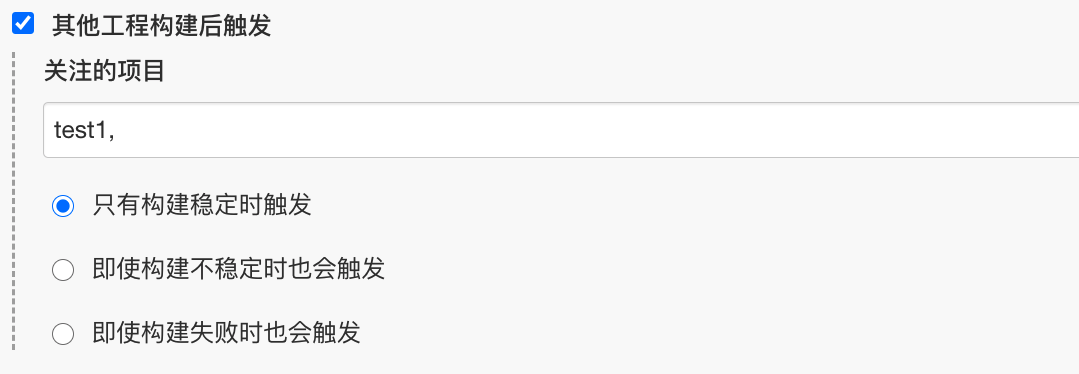 其他工程构建后触发
关注的项目
test1,
只有构建稳定时触发
即使构建不稳定时也会触发
即使构建失败时也会触发